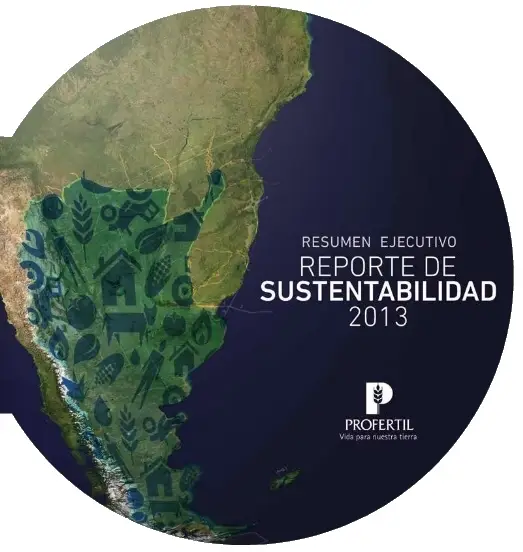 RESUMEN EJECUTIVO
REPORTE DE
SUSTENTABILIDAD
2013
PROFERTIL
Vida para nuestra tierra